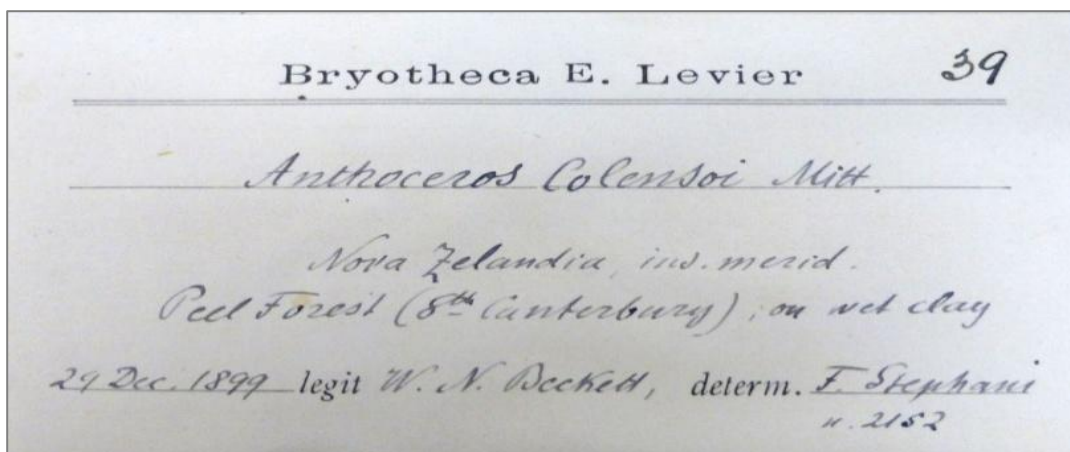 Bryotheca E. Levier 39
Anthoceros Colensoi Mitt.
Nova Zelandia, ins. merid.
Peel Forest (8th Canterbury); on wet clay
29 Dec. 1899 legit W. N. Beckett, determ. F. Stephani
n. 2152